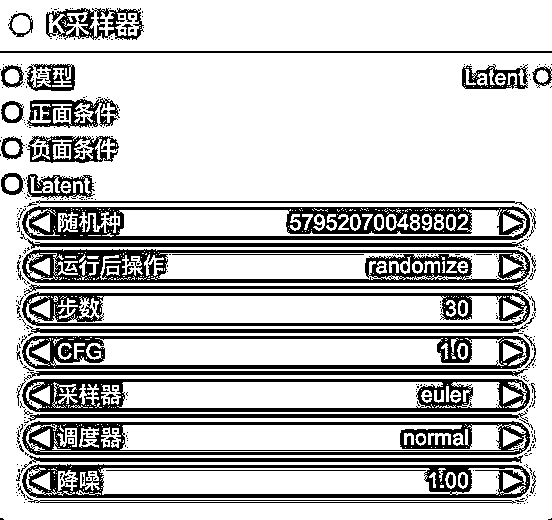 K采样器
模型 Latent
正面条件
负面条件
Latent
随机种 579520700489802
运行后操作 randomize
步数 30
CFG 1.0
采样器 euler
调度器 normal
降噪 1.00